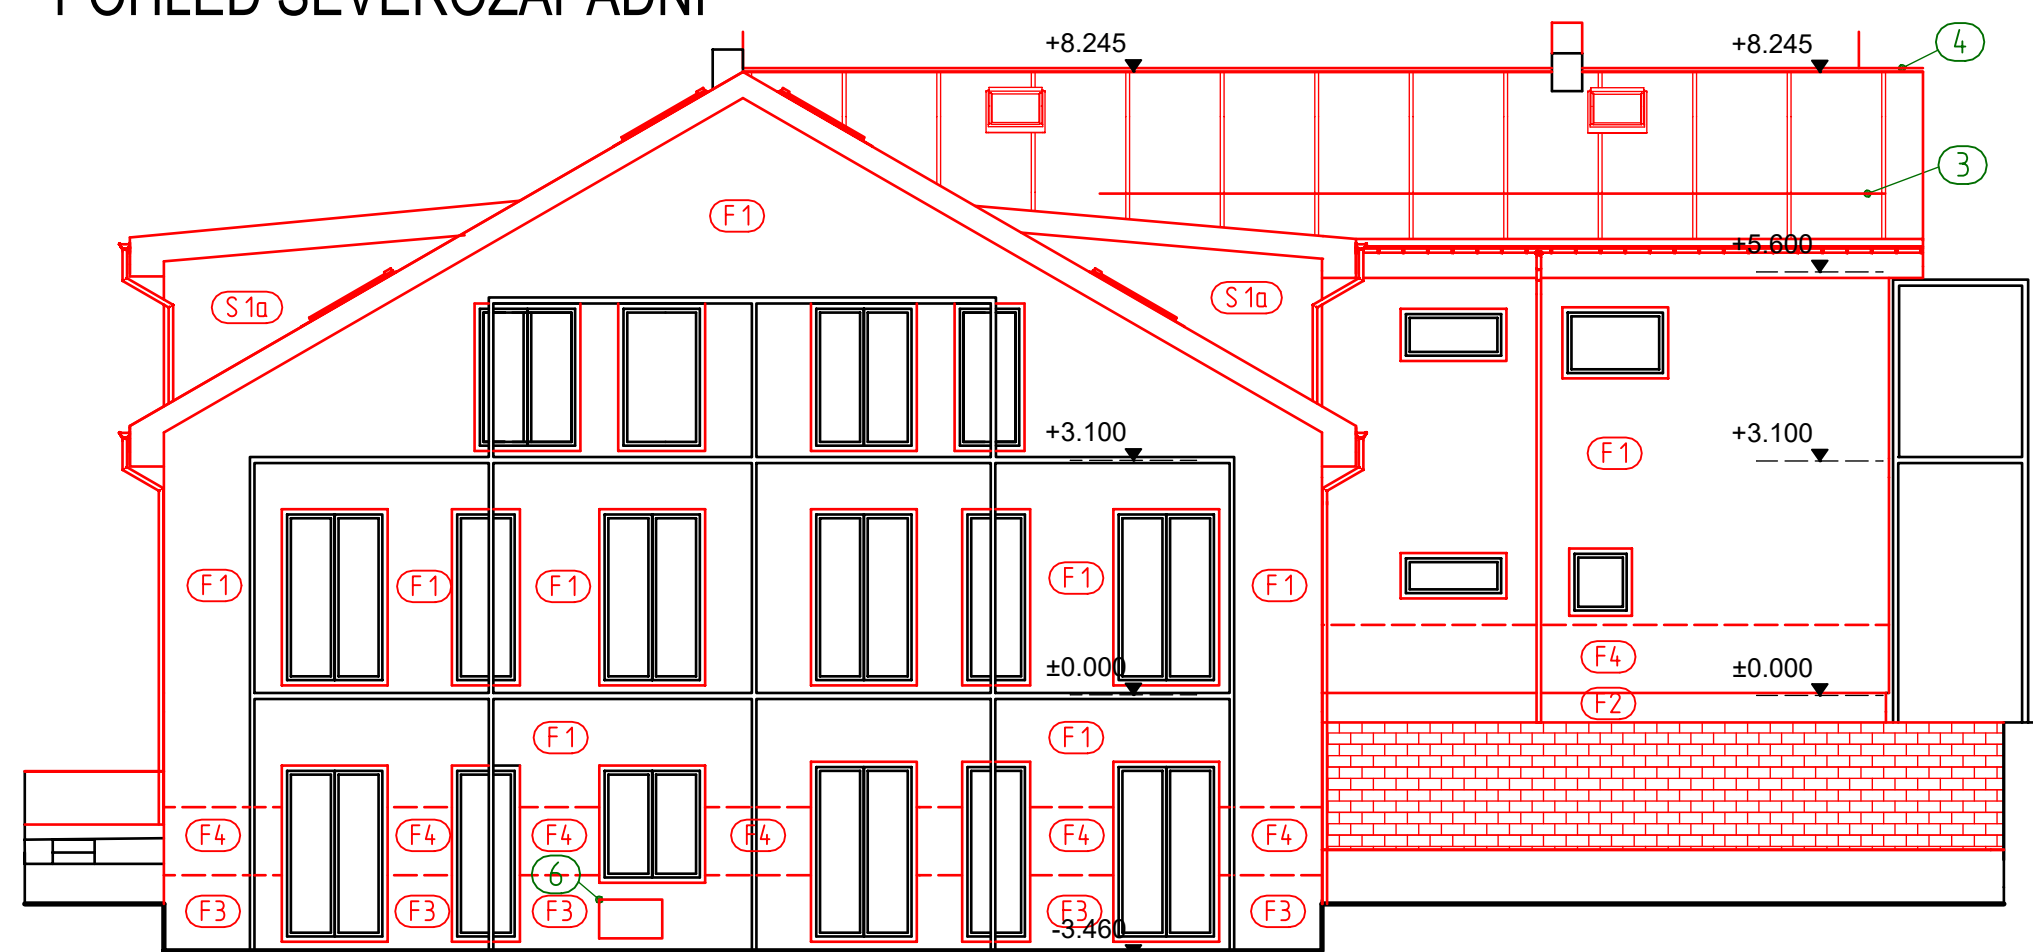 POHLED SEVEROZÁPADNÍ
+8.245
+8.245
4
3
F1
+5.600
S1a
S1a
+3.100
+3.100
F1
F1
F1
F1
F1
F1
F4
±0.000
±0.000
F2
F1
F1
F4
F4
F4
F4
F4
F4
6
F3
F3
F3
F3
F3
-3.460